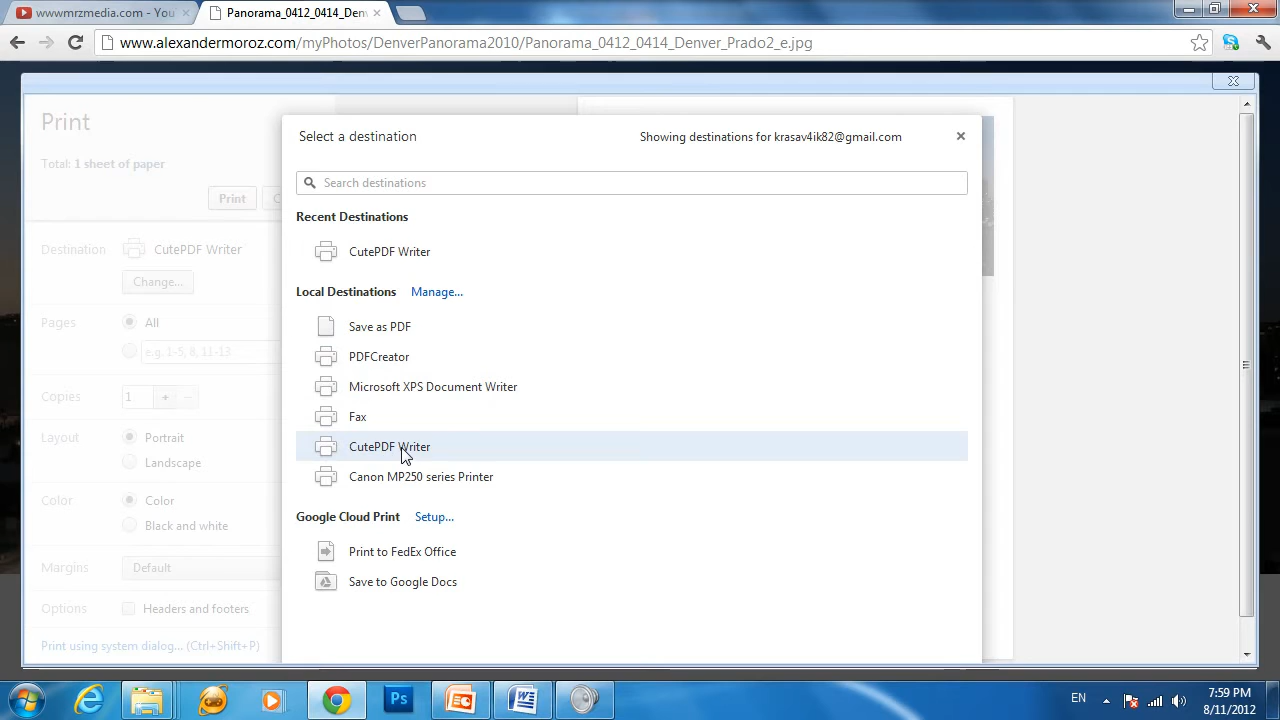 wwwmrzmedia.com - You
Panorama_0412_0414_Den
www.alexandermoroz.com/myPhotos/DenverPanorama2010/Panorama_0412_0414_Denver_Prado2_e.jpg
Print
Total: 1 sheet of paper
Print C
Destination CutePDF Writer
Change...
Pages All
e.g. 1-5, 8, 11-13
Copies 1 + -
Layout Portrait
Landscape
Color Color
Black and white
Margins Default
Options Headers and footers
Print using system dialog... (Ctrl+Shift+P)
Select a destination
Showing destinations for krasav4ik82@gmail.com
Search destinations
Recent Destinations
CutePDF Writer
Local Destinations Manage...
Save as PDF
PDFCreator
Microsoft XPS Document Writer
Fax
CutePDF Writer
Canon MP250 series Printer
Google Cloud Print Setup...
Print to FedEx Office
Save to Google Docs
Ps
EN
7:59 PM
8/11/2012